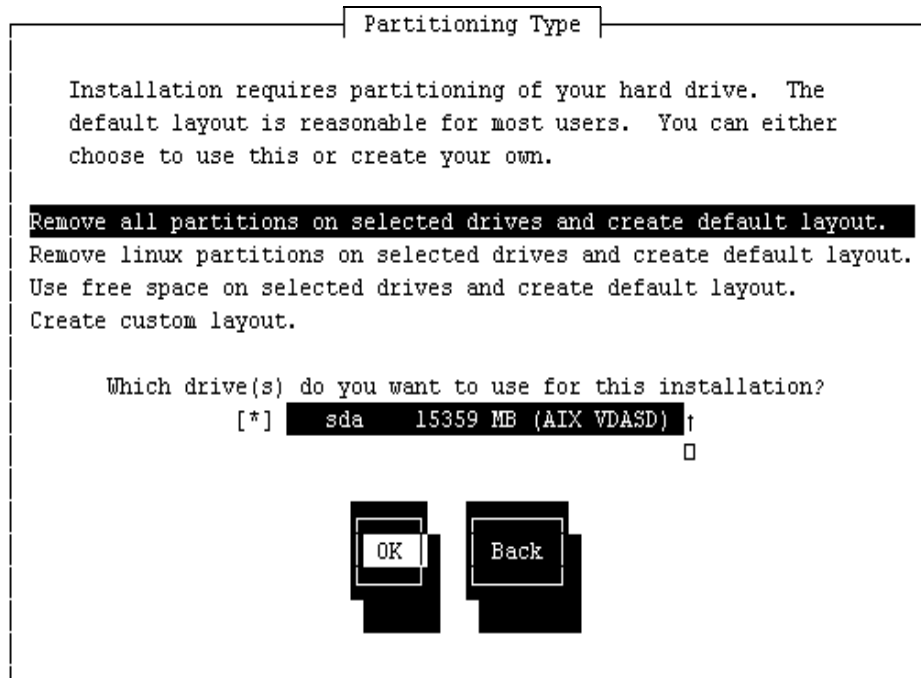 Partitioning Type
Installation requires partitioning of your hard drive.  The
default layout is reasonable for most users.  You can either
choose to use this or create your own.
Remove all partitions on selected drives and create default layout.
Remove linux partitions on selected drives and create default layout.
Use free space on selected drives and create default layout.
Create custom layout.
Which drive(s) do you want to use for this installation?
[*] sda 15359 MB (AIX VDASD) ↑
OK Back